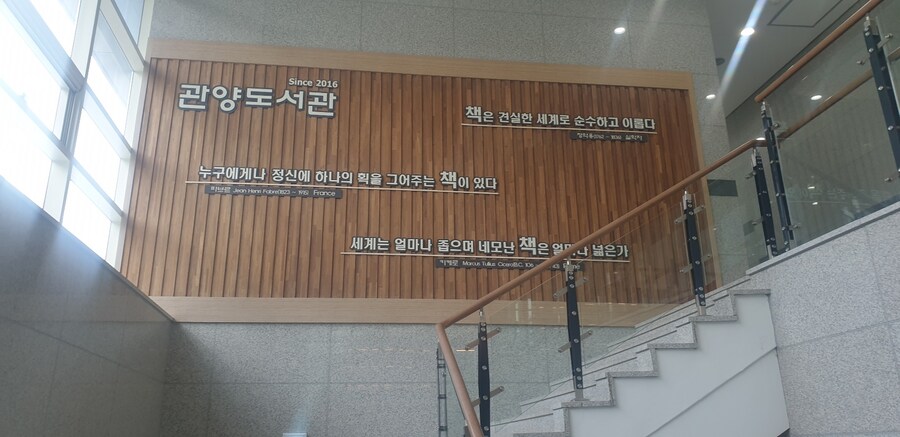 Since 2016
관양도서관
책은 견실한 세계로 순수하고 이롭다
누구에게나 정신에 하나의 획을 그어주는 책이 있다
Jean Henri Fabre(1823 - 1915) France
세계는 얼마나 좁으며 네모난 책은 얼마나 넓은가
Marcus Tullius Cicero(B.C. 106